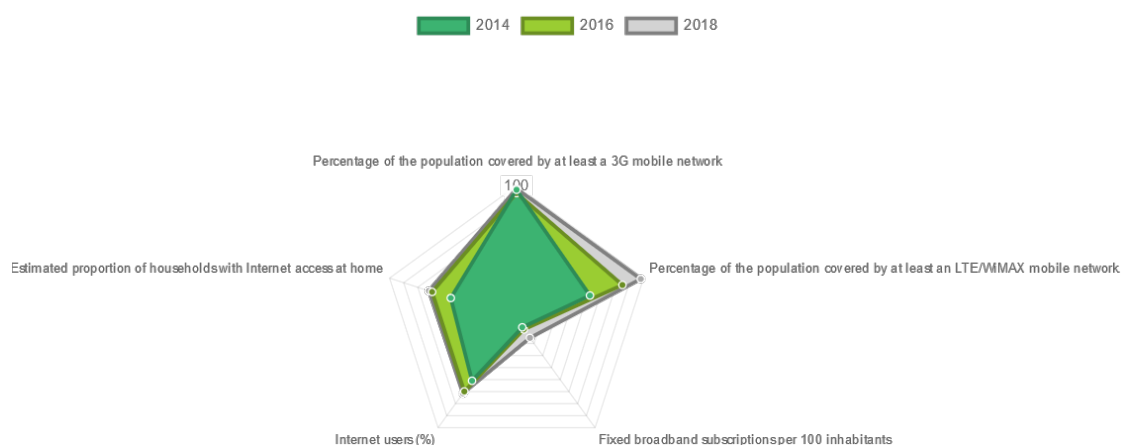 2014 2016 2018
Percentage of the population covered by at least a 3G mobile network
100
Estimated proportion of households with Internet access at home
Percentage of the population covered by at least an LTE/WIMAX mobile network
Internet users (%)
Fixed broadband subscriptions per 100 inhabitants